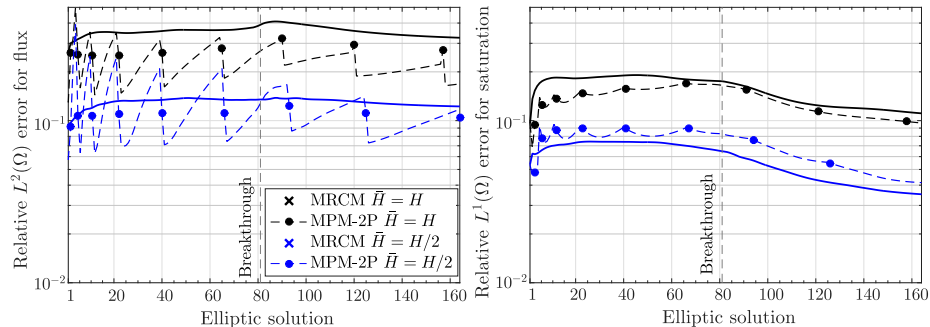 Relative L²(Ω) error for flux
10⁻¹
10⁻²
1 20 40 60 80 100 120 140 160
Elliptic solution
Breakthrough
MRCM H̄ = H
MPM-2P H̄ = H
MRCM H̄ = H/2
MPM-2P H̄ = H/2
Relative L¹(Ω) error for saturation
10⁻¹
10⁻²
1 20 40 60 80 100 120 140 160
Elliptic solution
Breakthrough